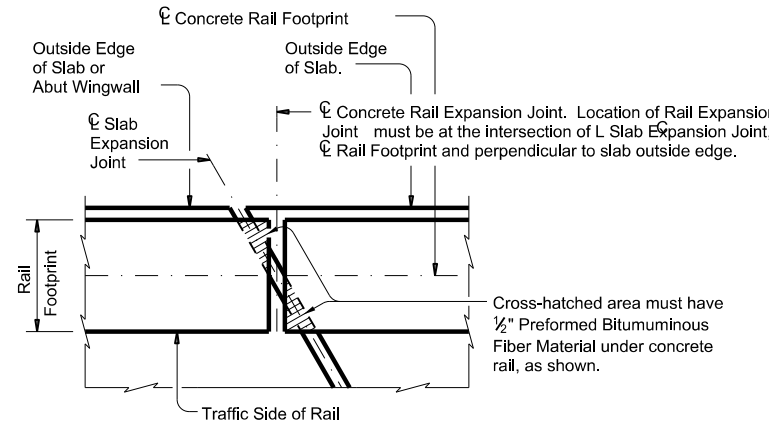 ℄ Concrete Rail Footprint
Outside Edge
of Slab or
Abut Wingwall
Outside Edge
of Slab.
℄ Slab
Expansion
Joint
℄ Concrete Rail Expansion Joint. Location of Rail Expansion
Joint must be at the intersection of L Slab Expansion Joint,
℄
℄ Rail Footprint and perpendicular to slab outside edge.
Rail
Footprint
Cross-hatched area must have
½" Preformed Bitumuminous
Fiber Material under concrete
rail, as shown.
Traffic Side of Rail